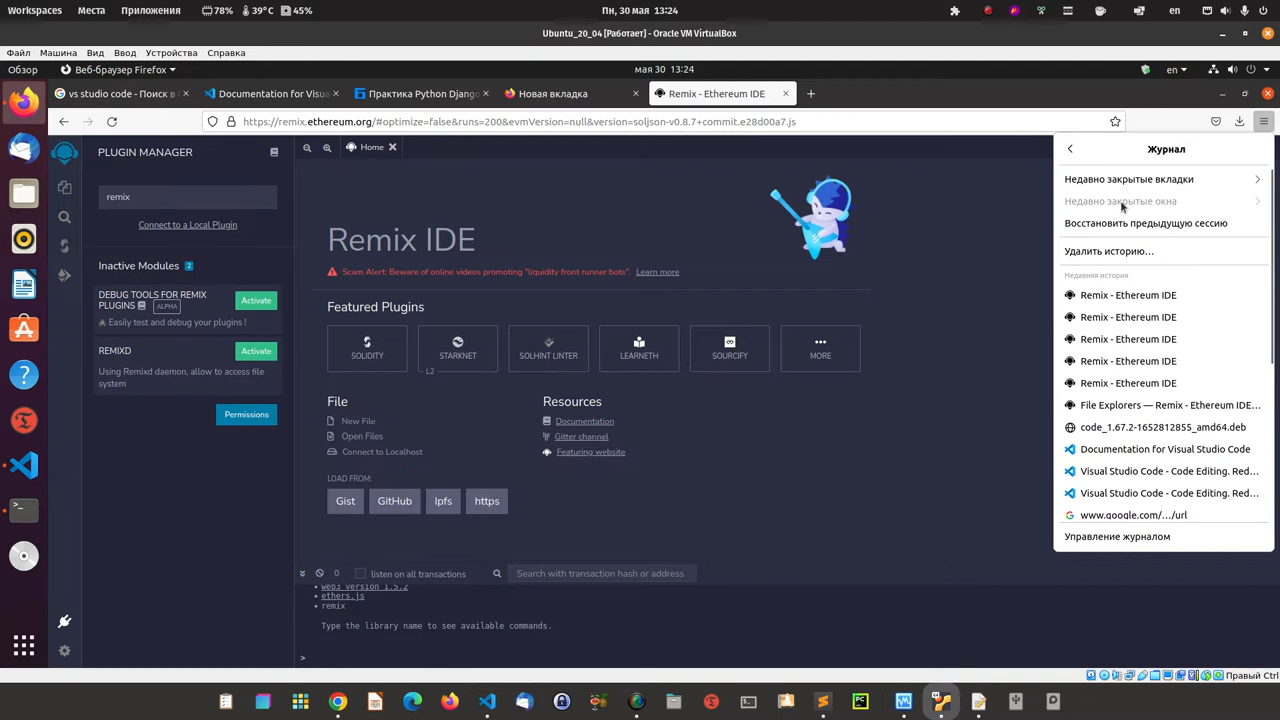 Workspaces Места Приложения 78% 39°C 45% Пн, 30 мая 13:24 en
Ubuntu_20_04 [Работает] - Oracle VM VirtualBox
Файл Машина Вид Ввод Устройства Справка
Обзор Веб-браузер Firefox мая 30 13:24 en
vs studio code - Поиск в Documentation for Visua Практика Python Django Новая вкладка Remix - Ethereum IDE
https://remix.ethereum.org/#optimize=false&runs=200&evmVersion=null&version=soljson-v0.8.7+commit.e28d00a7.js
PLUGIN MANAGER
remix
Connect to a Local Plugin
Inactive Modules 2
DEBUG TOOLS FOR REMIX
PLUGINS ALPHA
Activate
Easily test and debug your plugins !
REMIXD
Activate
Using Remixd daemon, allow to access file
system
Permissions
Home
Remix IDE
Scam Alert: Beware of online videos promoting "liquidity front runner bots". Learn more
Featured Plugins
SOLIDITY STARKNET SOLHINT LINTER LEARNETH SOURCIFY MORE
L2
File
New File
Open Files
Connect to Localhost
Resources
Documentation
Gitter channel
Featuring website
LOAD FROM:
Gist GitHub Ipfs https
0 listen on all transactions Search with transaction hash or address
• web3 version 1.5.2
• ethers.js
• remix
Type the library name to see available commands.
>
Журнал
Недавно закрытые вкладки
Недавно закрытые окна
Восстановить предыдущую сессию
Удалить историю…
Недавняя история
Remix - Ethereum IDE
Remix - Ethereum IDE
Remix - Ethereum IDE
Remix - Ethereum IDE
Remix - Ethereum IDE
File Explorers — Remix - Ethereum IDE…
code_1.67.2-1652812855_amd64.deb
Documentation for Visual Studio Code
Visual Studio Code - Code Editing. Red…
Visual Studio Code - Code Editing. Red…
www.google.com/…/url
Управление журналом
Правый Ctrl